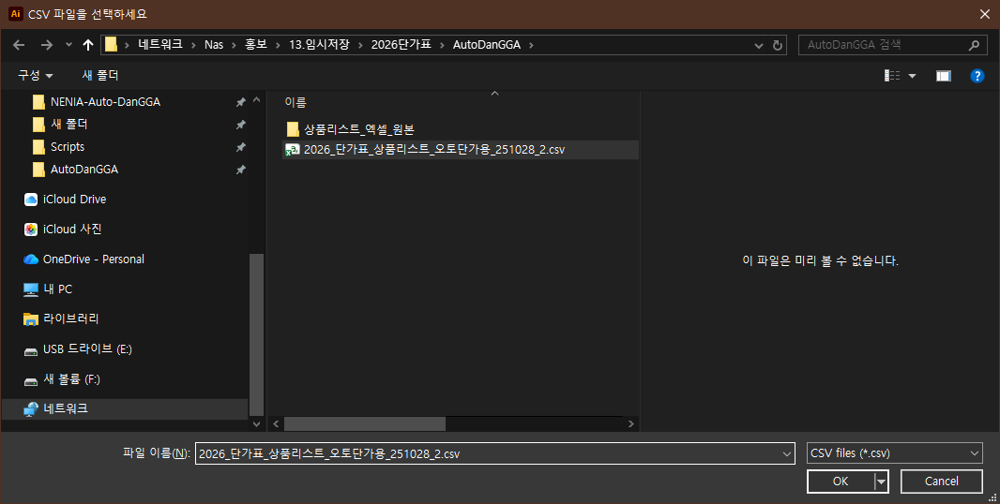 Ai CSV 파일을 선택하세요
네트워크 > Nas > 홍보 > 13.임시저장 > 2026단가표 > AutoDanGGA >
AutoDanGGA 검색
구성
새 폴더
NENIA-Auto-DanGGA
새 폴더
Scripts
AutoDanGGA
iCloud Drive
iCloud 사진
OneDrive - Personal
내 PC
라이브러리
USB 드라이브 (E:)
새 볼륨 (F:)
네트워크
이름
상품리스트_엑셀_원본
2026_단가표_상품리스트_오토단가용_251028_2.csv
이 파일은 미리 볼 수 없습니다.
파일 이름(N):
2026_단가표_상품리스트_오토단가용_251028_2.csv
CSV files (*.csv)
OK
Cancel